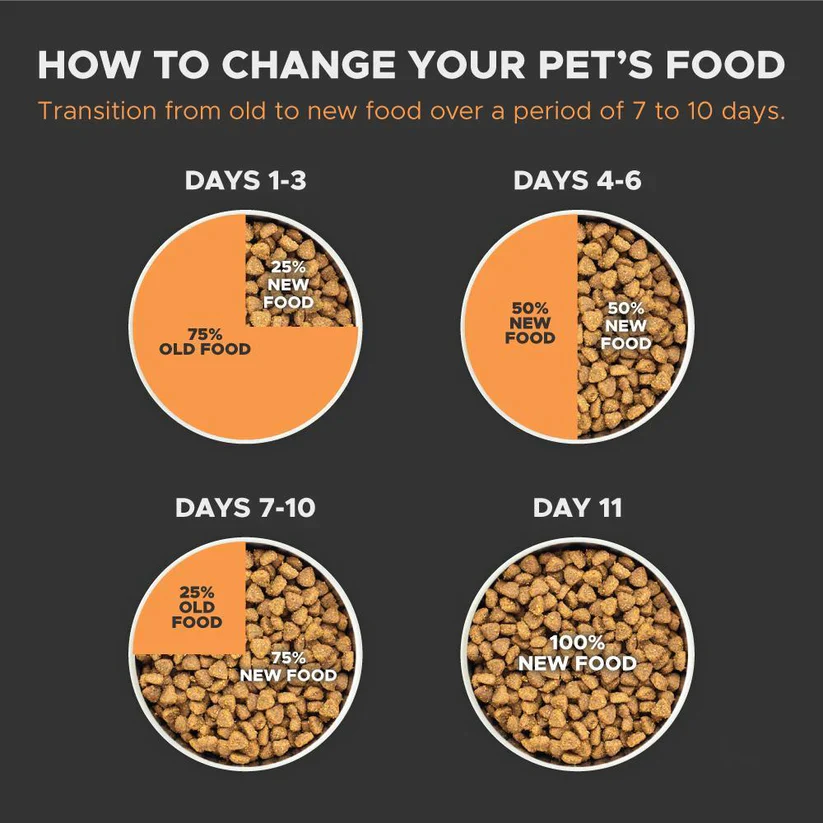 HOW TO CHANGE YOUR PET'S FOOD
Transition from old to new food over a period of 7 to 10 days.
DAYS 1-3
25%
NEW
FOOD
75%
OLD FOOD
DAYS 4-6
50%
NEW
FOOD
50%
NEW
FOOD
DAYS 7-10
25%
OLD
FOOD
75%
NEW FOOD
DAY 11
100%
NEW FOOD